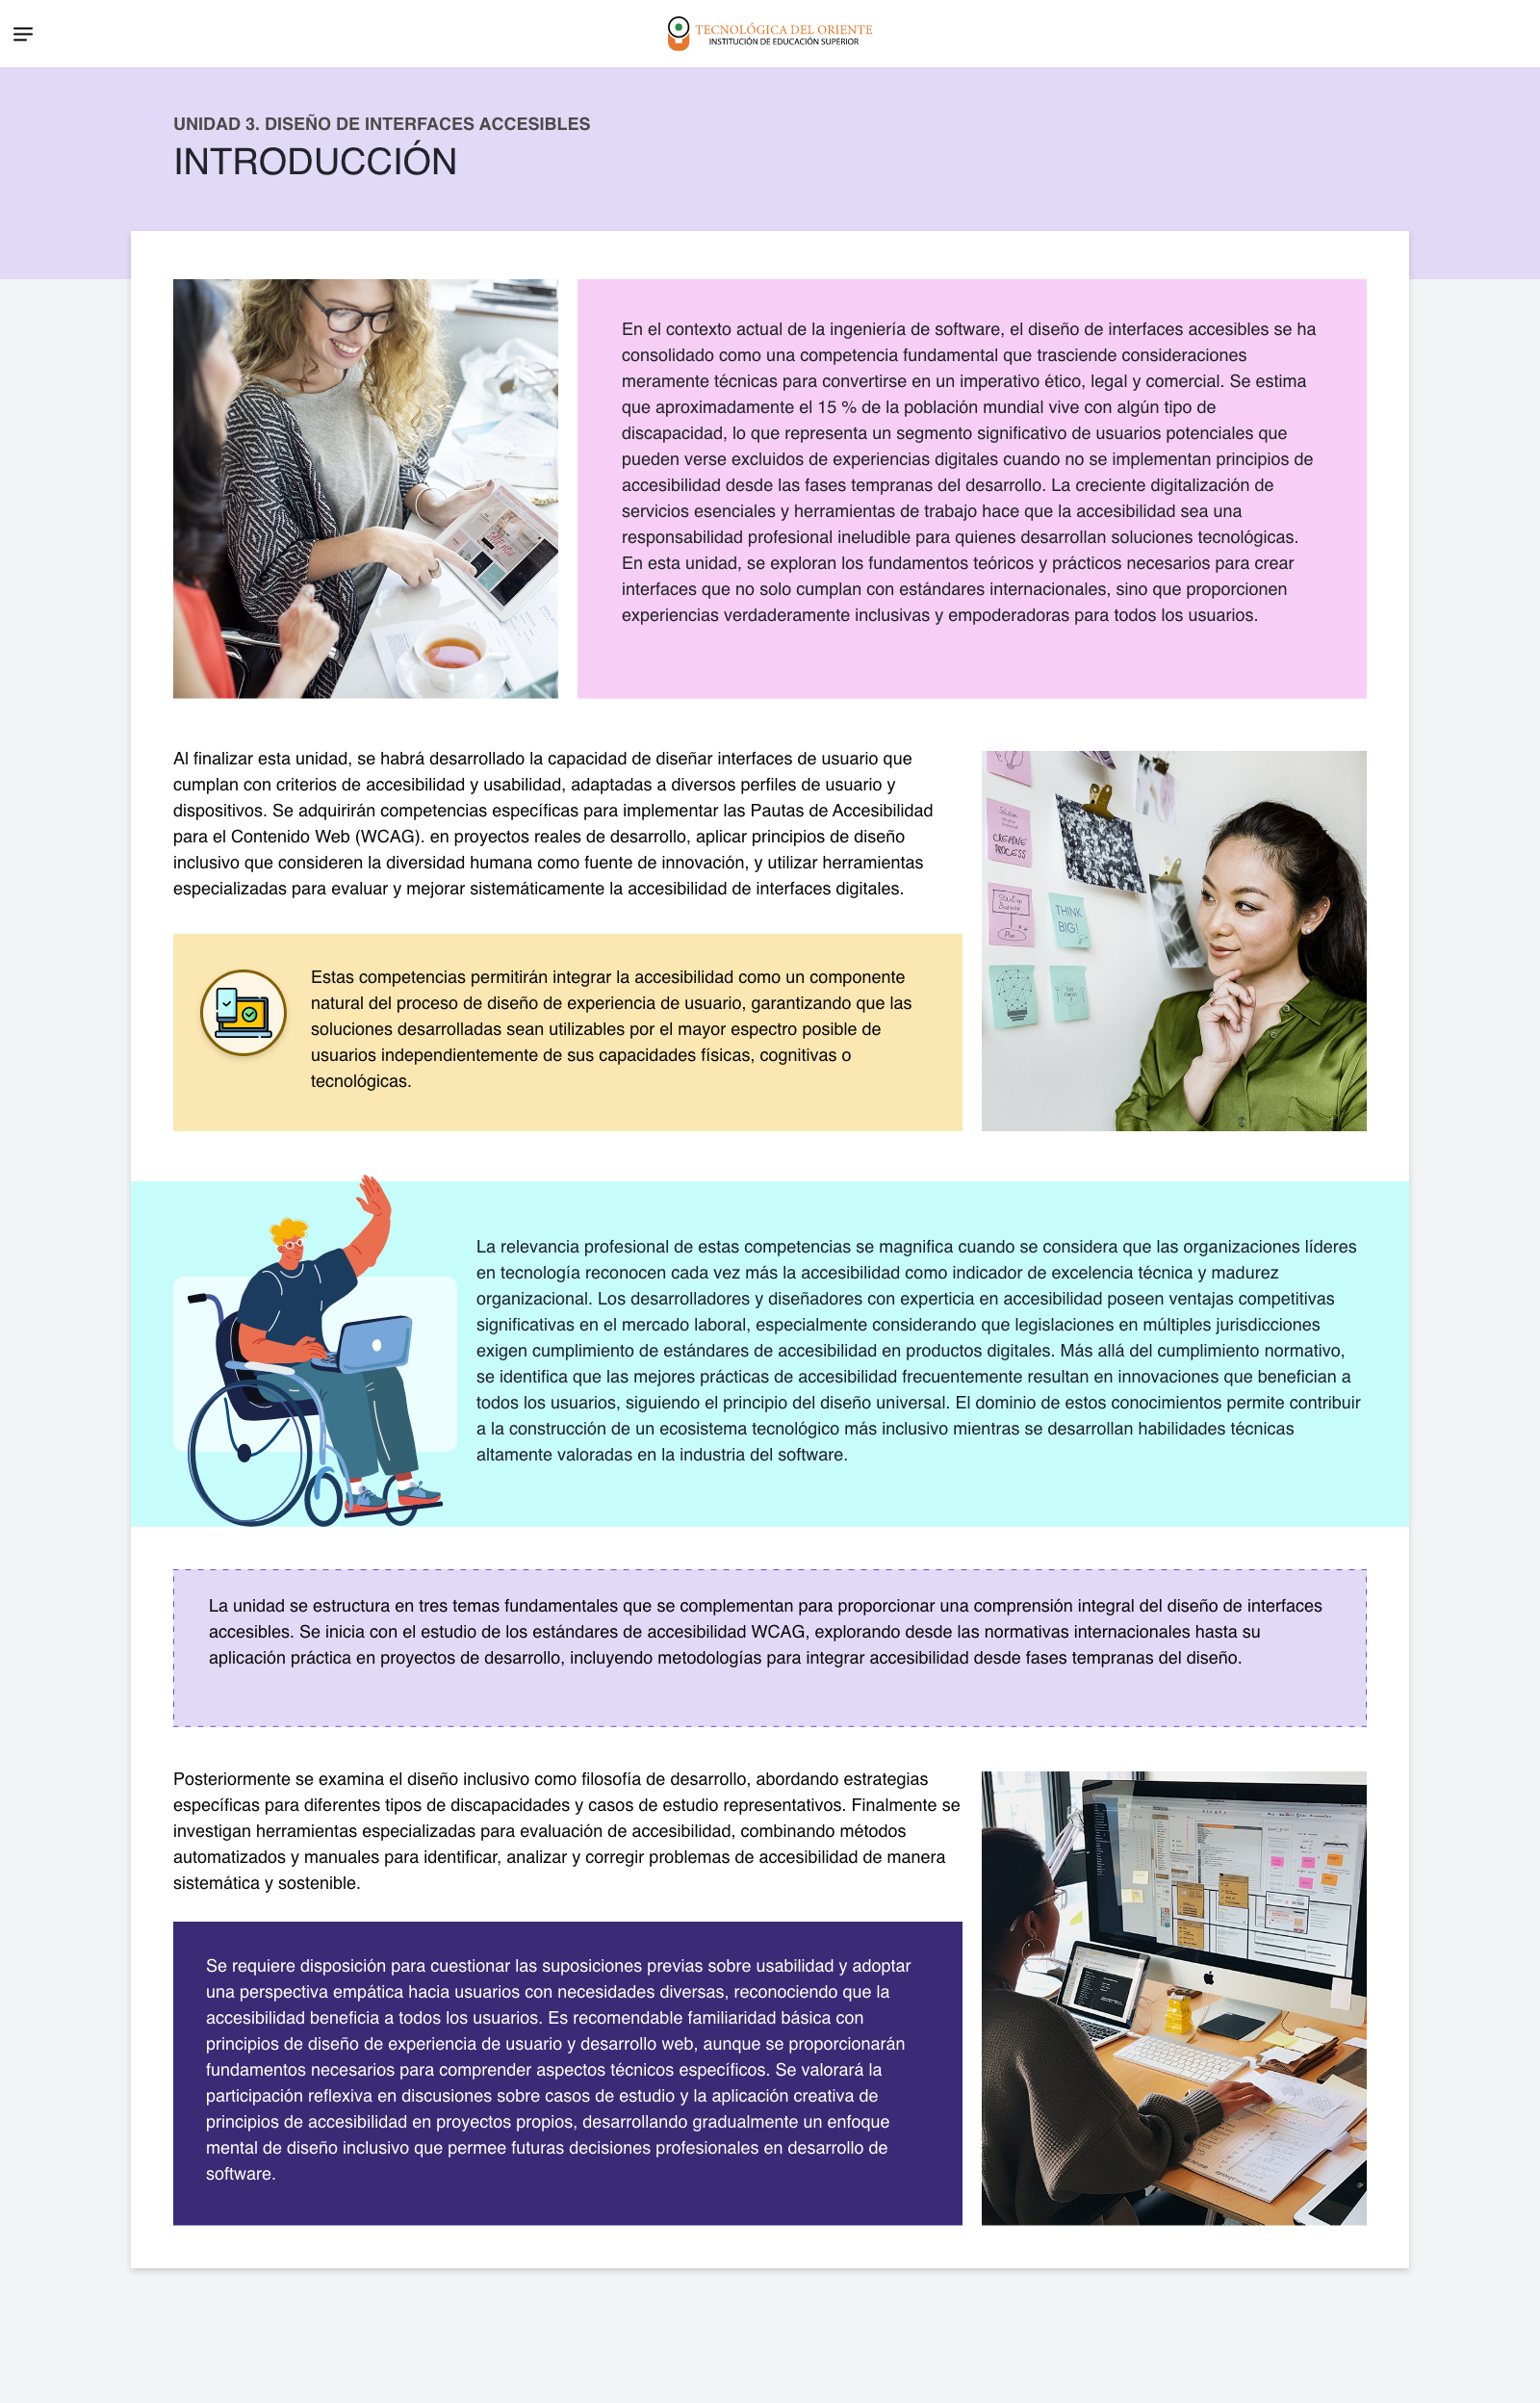 TECNOLÓGICA DEL ORIENTE
INSTITUCIÓN DE EDUCACIÓN SUPERIOR
UNIDAD 3. DISEÑO DE INTERFACES ACCESIBLES
INTRODUCCIÓN
En el contexto actual de la ingeniería de software, el diseño de interfaces accesibles se ha
consolidado como una competencia fundamental que trasciende consideraciones
meramente técnicas para convertirse en un imperativo ético, legal y comercial. Se estima
que aproximadamente el 15 % de la población mundial vive con algún tipo de
discapacidad, lo que representa un segmento significativo de usuarios potenciales que
pueden verse excluidos de experiencias digitales cuando no se implementan principios de
accesibilidad desde las fases tempranas del desarrollo. La creciente digitalización de
servicios esenciales y herramientas de trabajo hace que la accesibilidad sea una
responsabilidad profesional ineludible para quienes desarrollan soluciones tecnológicas.
En esta unidad, se exploran los fundamentos teóricos y prácticos necesarios para crear
interfaces que no solo cumplan con estándares internacionales, sino que proporcionen
experiencias verdaderamente inclusivas y empoderadoras para todos los usuarios.
Al finalizar esta unidad, se habrá desarrollado la capacidad de diseñar interfaces de usuario que
cumplan con criterios de accesibilidad y usabilidad, adaptadas a diversos perfiles de usuario y
dispositivos. Se adquirirán competencias específicas para implementar las Pautas de Accesibilidad
para el Contenido Web (WCAG). en proyectos reales de desarrollo, aplicar principios de diseño
inclusivo que consideren la diversidad humana como fuente de innovación, y utilizar herramientas
especializadas para evaluar y mejorar sistemáticamente la accesibilidad de interfaces digitales.
CREATIVE
PROCESS
THINK
BIG!
Estas competencias permitirán integrar la accesibilidad como un componente
natural del proceso de diseño de experiencia de usuario, garantizando que las
soluciones desarrolladas sean utilizables por el mayor espectro posible de
usuarios independientemente de sus capacidades físicas, cognitivas o
tecnológicas.
La relevancia profesional de estas competencias se magnifica cuando se considera que las organizaciones líderes
en tecnología reconocen cada vez más la accesibilidad como indicador de excelencia técnica y madurez
organizacional. Los desarrolladores y diseñadores con experticia en accesibilidad poseen ventajas competitivas
significativas en el mercado laboral, especialmente considerando que legislaciones en múltiples jurisdicciones
exigen cumplimiento de estándares de accesibilidad en productos digitales. Más allá del cumplimiento normativo,
se identifica que las mejores prácticas de accesibilidad frecuentemente resultan en innovaciones que benefician a
todos los usuarios, siguiendo el principio del diseño universal. El dominio de estos conocimientos permite contribuir
a la construcción de un ecosistema tecnológico más inclusivo mientras se desarrollan habilidades técnicas
altamente valoradas en la industria del software.
La unidad se estructura en tres temas fundamentales que se complementan para proporcionar una comprensión integral del diseño de interfaces
accesibles. Se inicia con el estudio de los estándares de accesibilidad WCAG, explorando desde las normativas internacionales hasta su
aplicación práctica en proyectos de desarrollo, incluyendo metodologías para integrar accesibilidad desde fases tempranas del diseño.
Posteriormente se examina el diseño inclusivo como filosofía de desarrollo, abordando estrategias
específicas para diferentes tipos de discapacidades y casos de estudio representativos. Finalmente se
investigan herramientas especializadas para evaluación de accesibilidad, combinando métodos
automatizados y manuales para identificar, analizar y corregir problemas de accesibilidad de manera
sistemática y sostenible.
Se requiere disposición para cuestionar las suposiciones previas sobre usabilidad y adoptar
una perspectiva empática hacia usuarios con necesidades diversas, reconociendo que la
accesibilidad beneficia a todos los usuarios. Es recomendable familiaridad básica con
principios de diseño de experiencia de usuario y desarrollo web, aunque se proporcionarán
fundamentos necesarios para comprender aspectos técnicos específicos. Se valorará la
participación reflexiva en discusiones sobre casos de estudio y la aplicación creativa de
principios de accesibilidad en proyectos propios, desarrollando gradualmente un enfoque
mental de diseño inclusivo que permee futuras decisiones profesionales en desarrollo de
software.